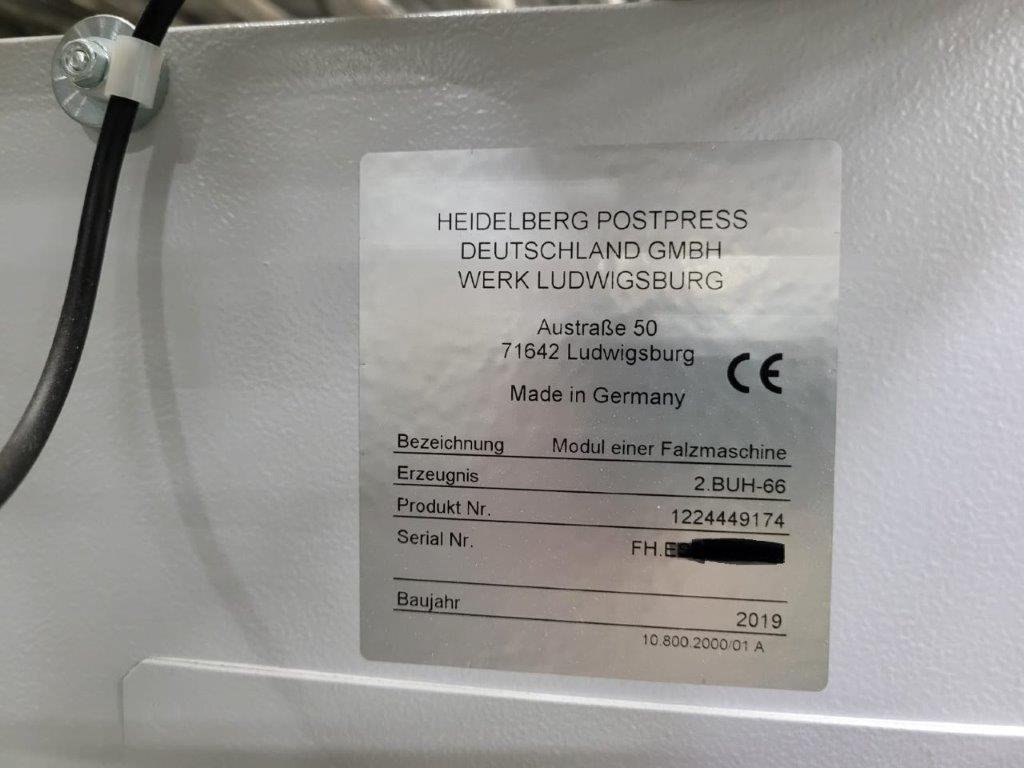 HEIDELBERG POSTPRESS
DEUTSCHLAND GMBH
WERK LUDWIGSBURG
Austraße 50
71642 Ludwigsburg
CE
Made in Germany
Bezeichnung Modul einer Falzmaschine
Erzeugnis 2.BUH-66
Produkt Nr. 1224449174
Serial Nr. FH.
Baujahr 2019
10.800.2000/01 A